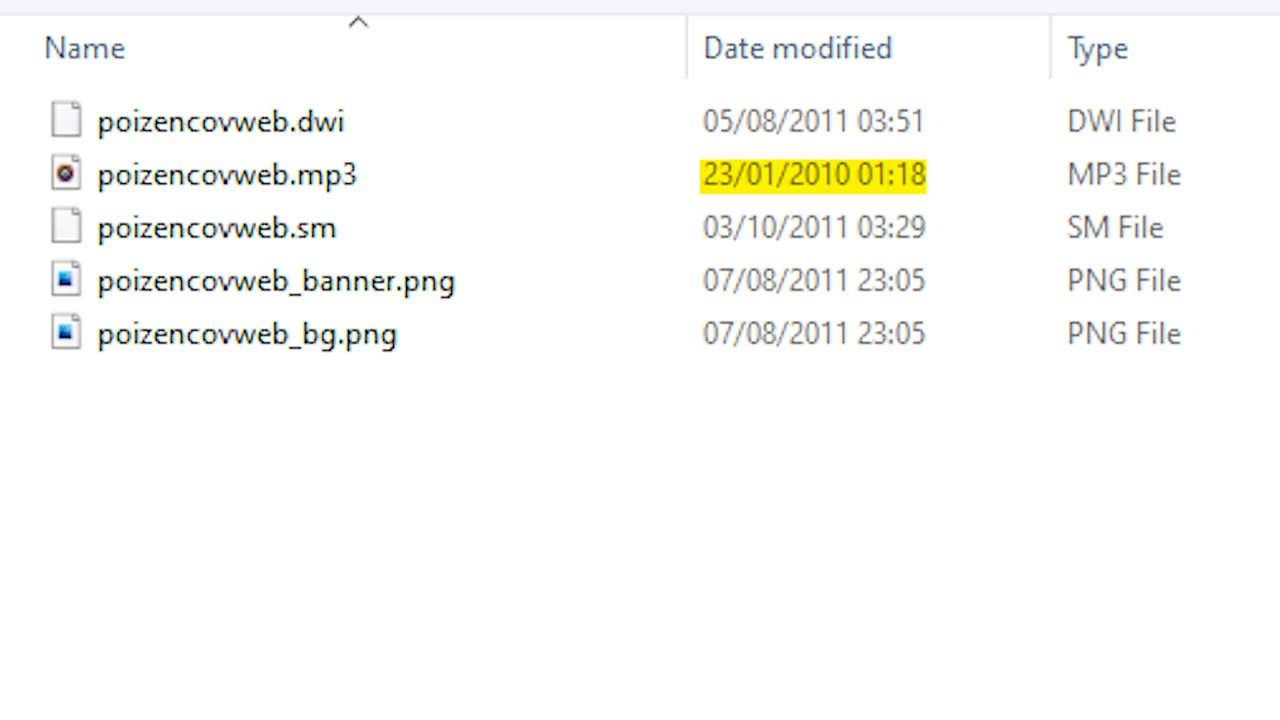 Name Date modified Type
poizencovweb.dwi 05/08/2011 03:51 DWI File
poizencovweb.mp3 23/01/2010 01:18 MP3 File
poizencovweb.sm 03/10/2011 03:29 SM File
poizencovweb_banner.png 07/08/2011 23:05 PNG File
poizencovweb_bg.png 07/08/2011 23:05 PNG File